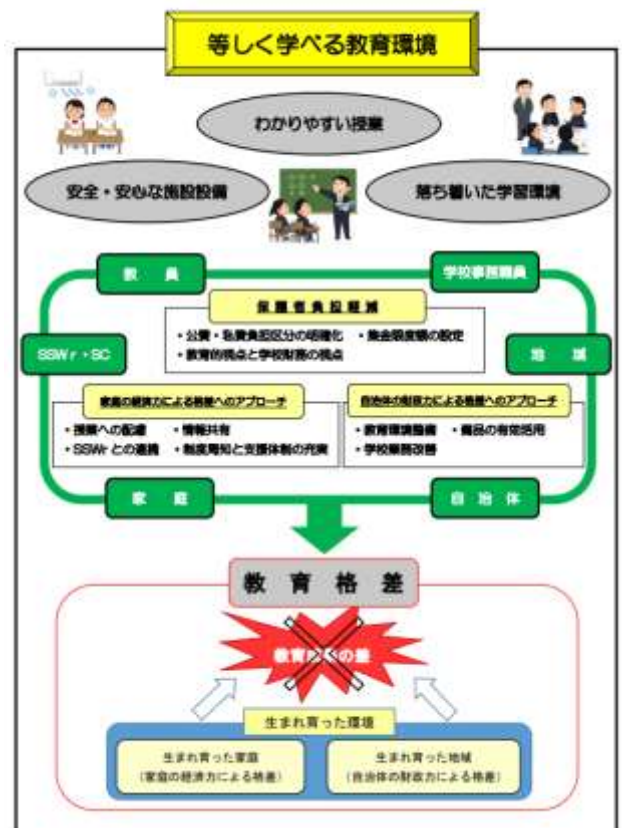 等しく学べる教育環境
わかりやすい授業
安全・安心な施設設備
落ち着いた学習環境
教員
学校事務職員
保護者負担軽減
・公費・私費負担区分の明確化 ・集金限度額の設定
・教育的視点と学校財務の視点
SSWr・SC
地域
家庭の経済力による格差へのアプローチ
・授業への配慮 ・情報共有
・SSWrとの連携 ・制度周知と支援体制の充実
自治体の財政力による格差へのアプローチ
・教育環境整備 ・備品の有効活用
・学校業務改善
家庭
自治体
教育格差
教育 の差
生まれ育った環境
生まれ育った家庭
(家庭の経済力による格差)
生まれ育った地域
(自治体の財政力による格差)